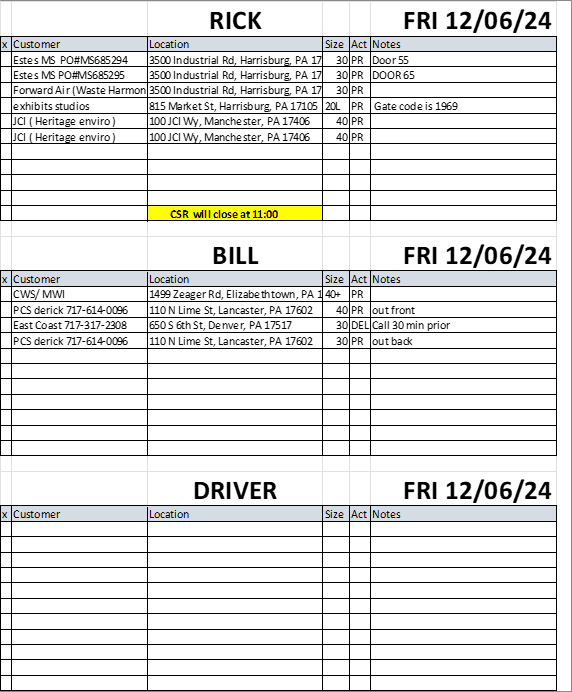 RICK FRI 12/06/24
x Customer Location Size Act Notes
Estes MS PO#MS685294 3500 Industrial Rd, Harrisburg, PA 17 30 PR Door 55
Estes MS PO#MS685295 3500 Industrial Rd, Harrisburg, PA 17 30 PR DOOR 65
Forward Air (Waste Harmon 3500 Industrial Rd, Harrisburg, PA 17 30 PR
exhibits studios 815 Market St, Harrisburg, PA 17105 20L PR Gate code is 1969
JCI ( Heritage enviro ) 100 JCI Wy, Manchester, PA 17406 40 PR
JCI ( Heritage enviro ) 100 JCI Wy, Manchester, PA 17406 40 PR
CSR will close at 11:00
BILL FRI 12/06/24
x Customer Location Size Act Notes
CWS/ MWI 1499 Zeager Rd, Elizabethtown, PA 1 40+ PR
PCS derick 717-614-0096 110 N Lime St, Lancaster, PA 17602 40 PR out front
East Coast 717-317-2308 650 S 6th St, Denver, PA 17517 30 DEL Call 30 min prior
PCS derick 717-614-0096 110 N Lime St, Lancaster, PA 17602 30 PR out back
DRIVER FRI 12/06/24
x Customer Location Size Act Notes